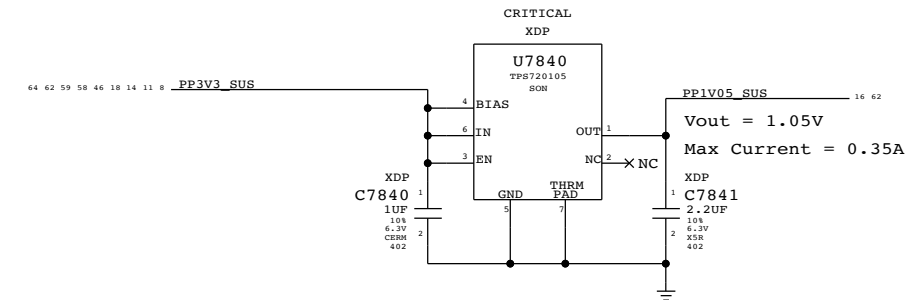 CRITICAL
XDP
U7840
TPS720105
SON
64 62 59 58 46 18 14 11 8 PP3V3_SUS
PP1V05_SUS 16 62
4 BIAS
Vout = 1.05V
6 IN
OUT 1
Max Current = 0.35A
3 EN
NC 2 NC
XDP
C7840 1
1UF
10%
6.3V 2
CERM
402
GND
5
THRM
PAD
7
XDP
1 C7841
2.2UF
10%
2 6.3V
X5R
402